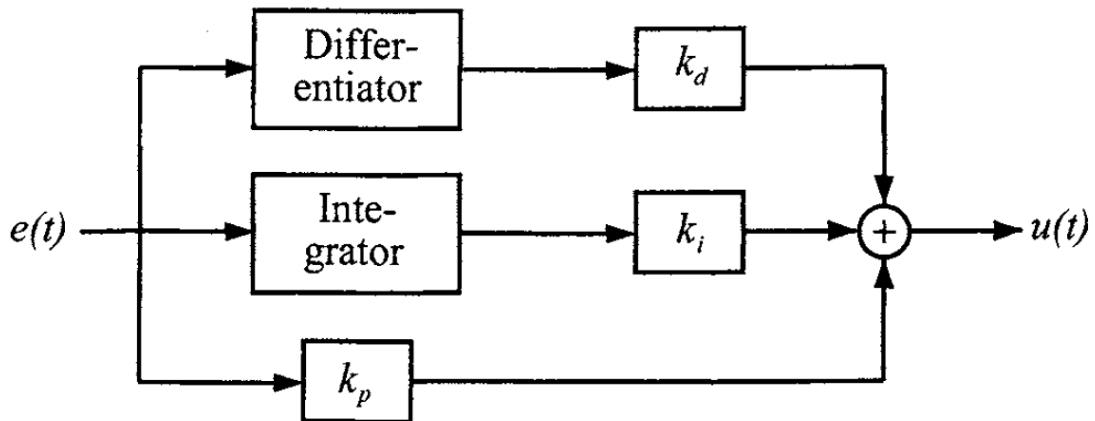 Differ-
entiator
k_d
e(t)
Inte-
grator
k_i
+
u(t)
k_p